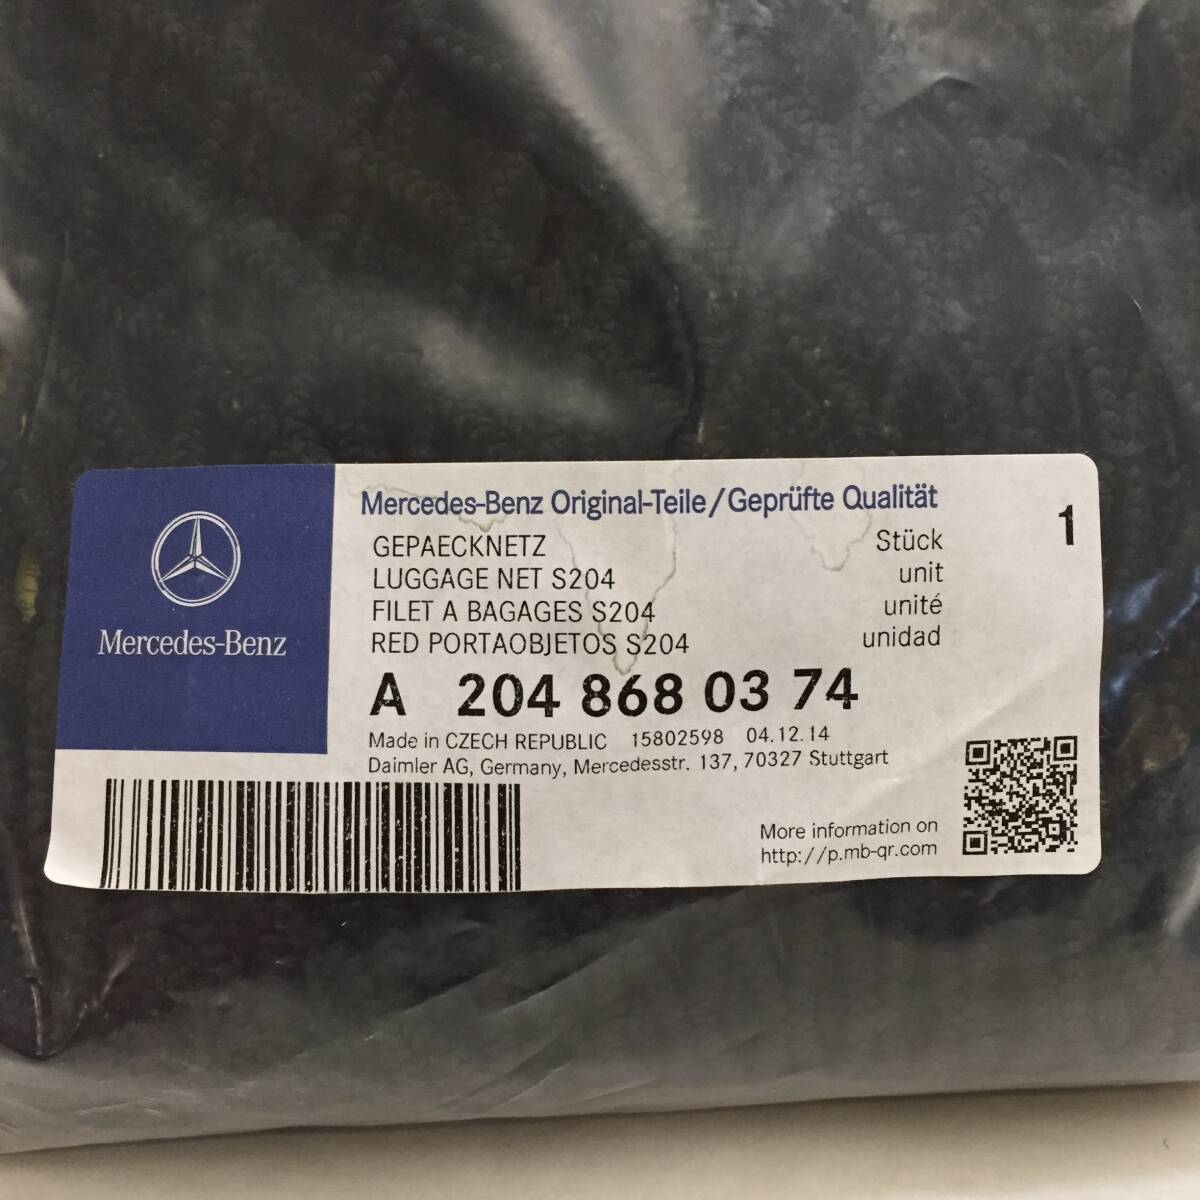 Mercedes-Benz
Mercedes-Benz Original-Teile/Geprüfte Qualität
1
GEPAECKNETZ Stück
LUGGAGE NET S204 unit
FILET A BAGAGES S204 unité
RED PORTAOBJETOS S204 unidad
A 204 868 03 74
Made in CZECH REPUBLIC 15802598 04.12.14
Daimler AG, Germany, Mercedesstr. 137, 70327 Stuttgart
More information on
http://p.mb-qr.com